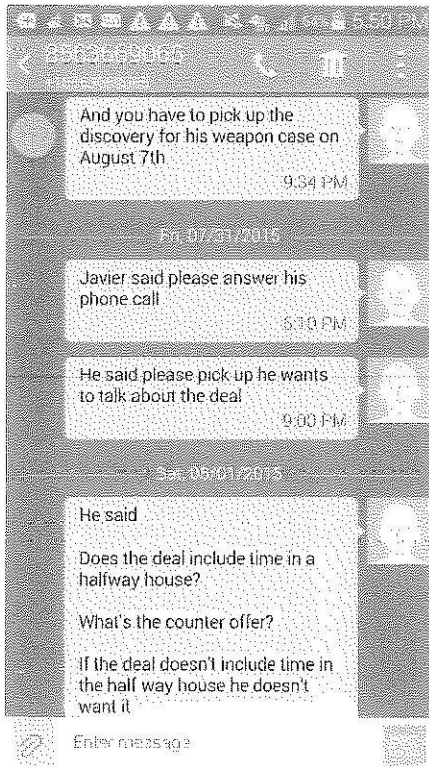 5:50 PM
And you have to pick up the
discovery for his weapon case on
August 7th
9:34 PM
Fri, 07/31/2015
Javier said please answer his
phone call
5:10 PM
He said please pick up he wants
to talk about the deal
9:00 PM
Sat, 08/01/2015
He said
Does the deal include time in a
halfway house?
What's the counter offer?
If the deal doesn't include time in
the half way house he doesn't
want it
Enter message